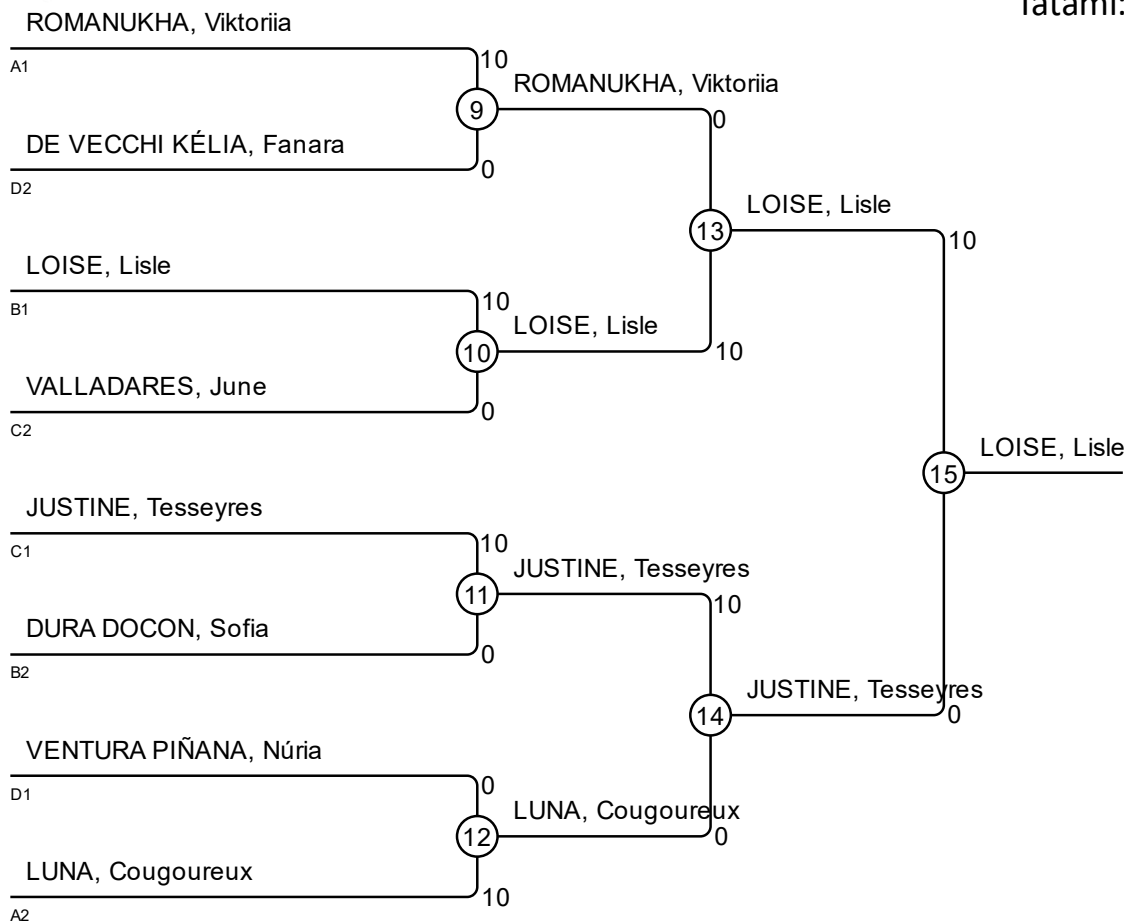 Tatami:
ROMANUKHA, Viktoriia
A1
10
ROMANUKHA, Viktoriia
9
0
DE VECCHI KÉLIA, Fanara
0
D2
LOISE, Lisle
13
10
LOISE, Lisle
B1
10
LOISE, Lisle
10
10
VALLADARES, June
0
C2
LOISE, Lisle
15
JUSTINE, Tesseyres
C1
10
JUSTINE, Tesseyres
11
10
DURA DOCON, Sofia
0
B2
JUSTINE, Tesseyres
14
0
VENTURA PIÑANA, Núria
D1
0
LUNA, Cougoureux
12
0
LUNA, Cougoureux
10
A2